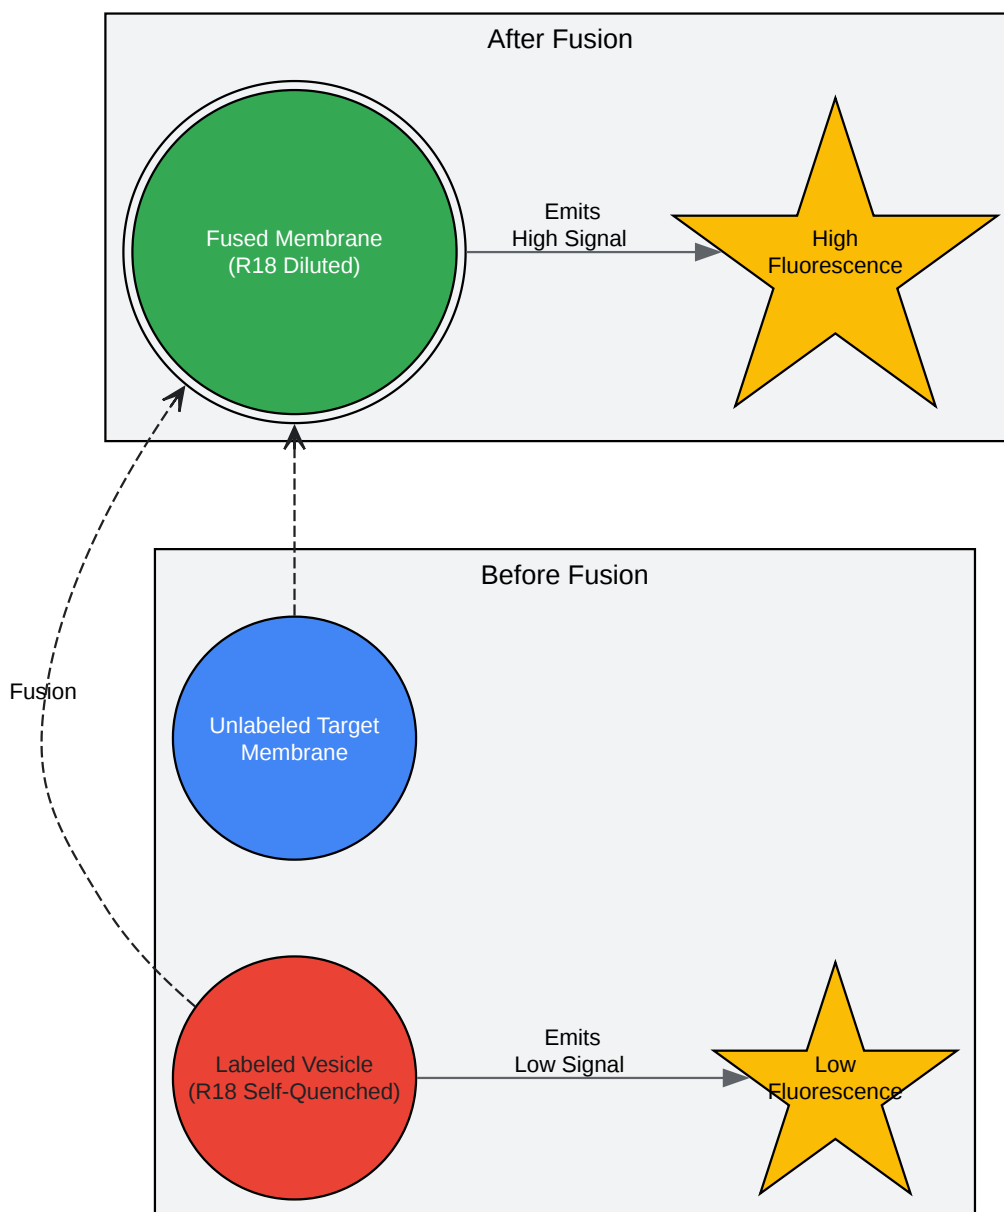 After Fusion
Fused Membrane
(R18 Diluted)
Emits
High Signal
High
Fluorescence
Before Fusion
Fusion
Unlabeled Target
Membrane
Labeled Vesicle
(R18 Self-Quenched)
Emits
Low Signal
Low
Fluorescence